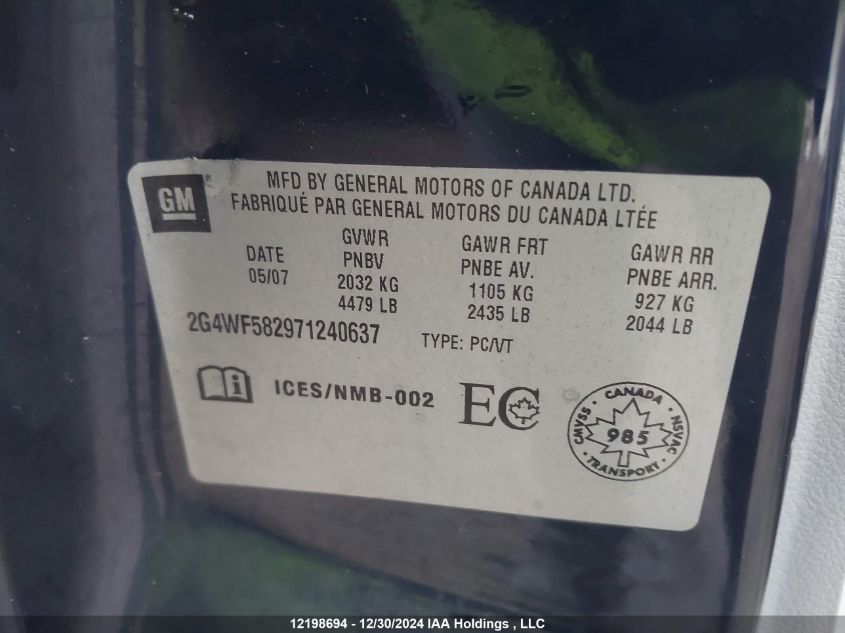 GM
MFD BY GENERAL MOTORS OF CANADA LTD.
FABRIQUÉ PAR GENERAL MOTORS DU CANADA LTÉE
DATE
05/07
GVWR
PNBV
2032 KG
4479 LB
GAWR FRT
PNBE AV.
1105 KG
2435 LB
GAWR RR
PNBE ARR.
927 KG
2044 LB
2G4WF582971240637
TYPE: PC/VT
i
ICES/NMB-002
EC
CANADA
CMVSS
NSVAC
985
TRANSPORT
12198694 - 12/30/2024 IAA Holdings , LLC